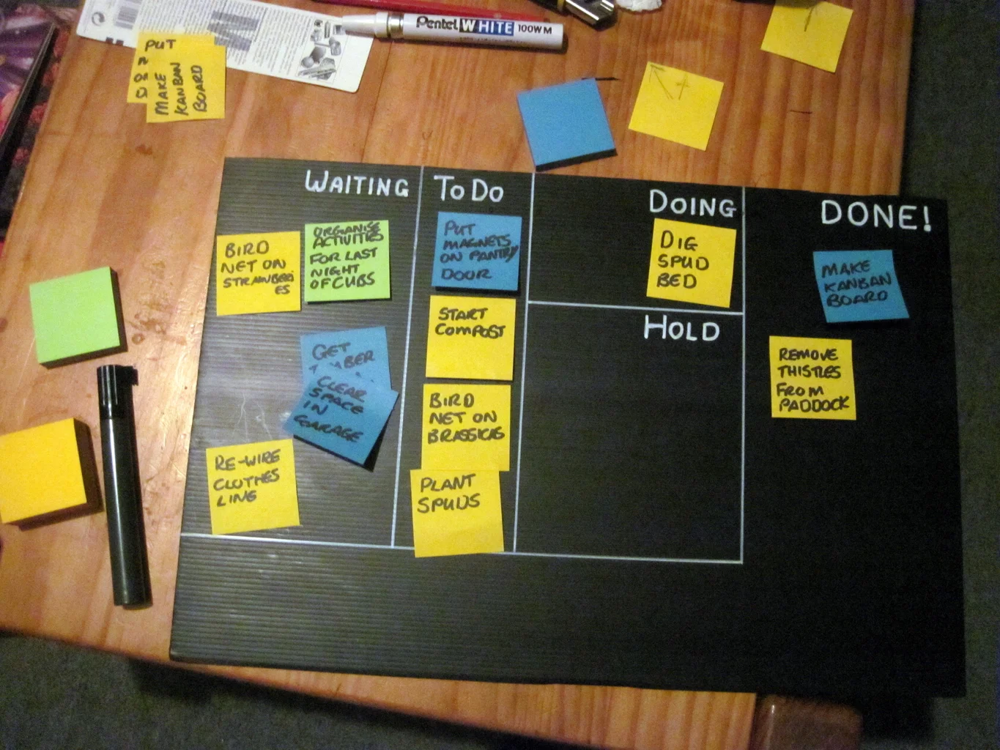 PUT
MAKE
KANBAN
BOARD
Pentel WHITE 100WM
WAITING
BIRD
NET ON
STRAWBERRI
ES
ORGANISE
ACTIVITIES
FOR LAST
NIGHT
OF CUBS
GET
CLEAR
SPACE
IN
GARAGE
RE-WIRE
CLOTHES
LINE
TO DO
PUT
MAGNETS
ON PANTRY
DOOR
START
COMPOST
BIRD
NET ON
BRASSICAS
PLANT
SPUDS
DOING
DIG
SPUD
BED
HOLD
DONE!
MAKE
KANBAN
BOARD
REMOVE
THISTLES
FROM
PADDOCK